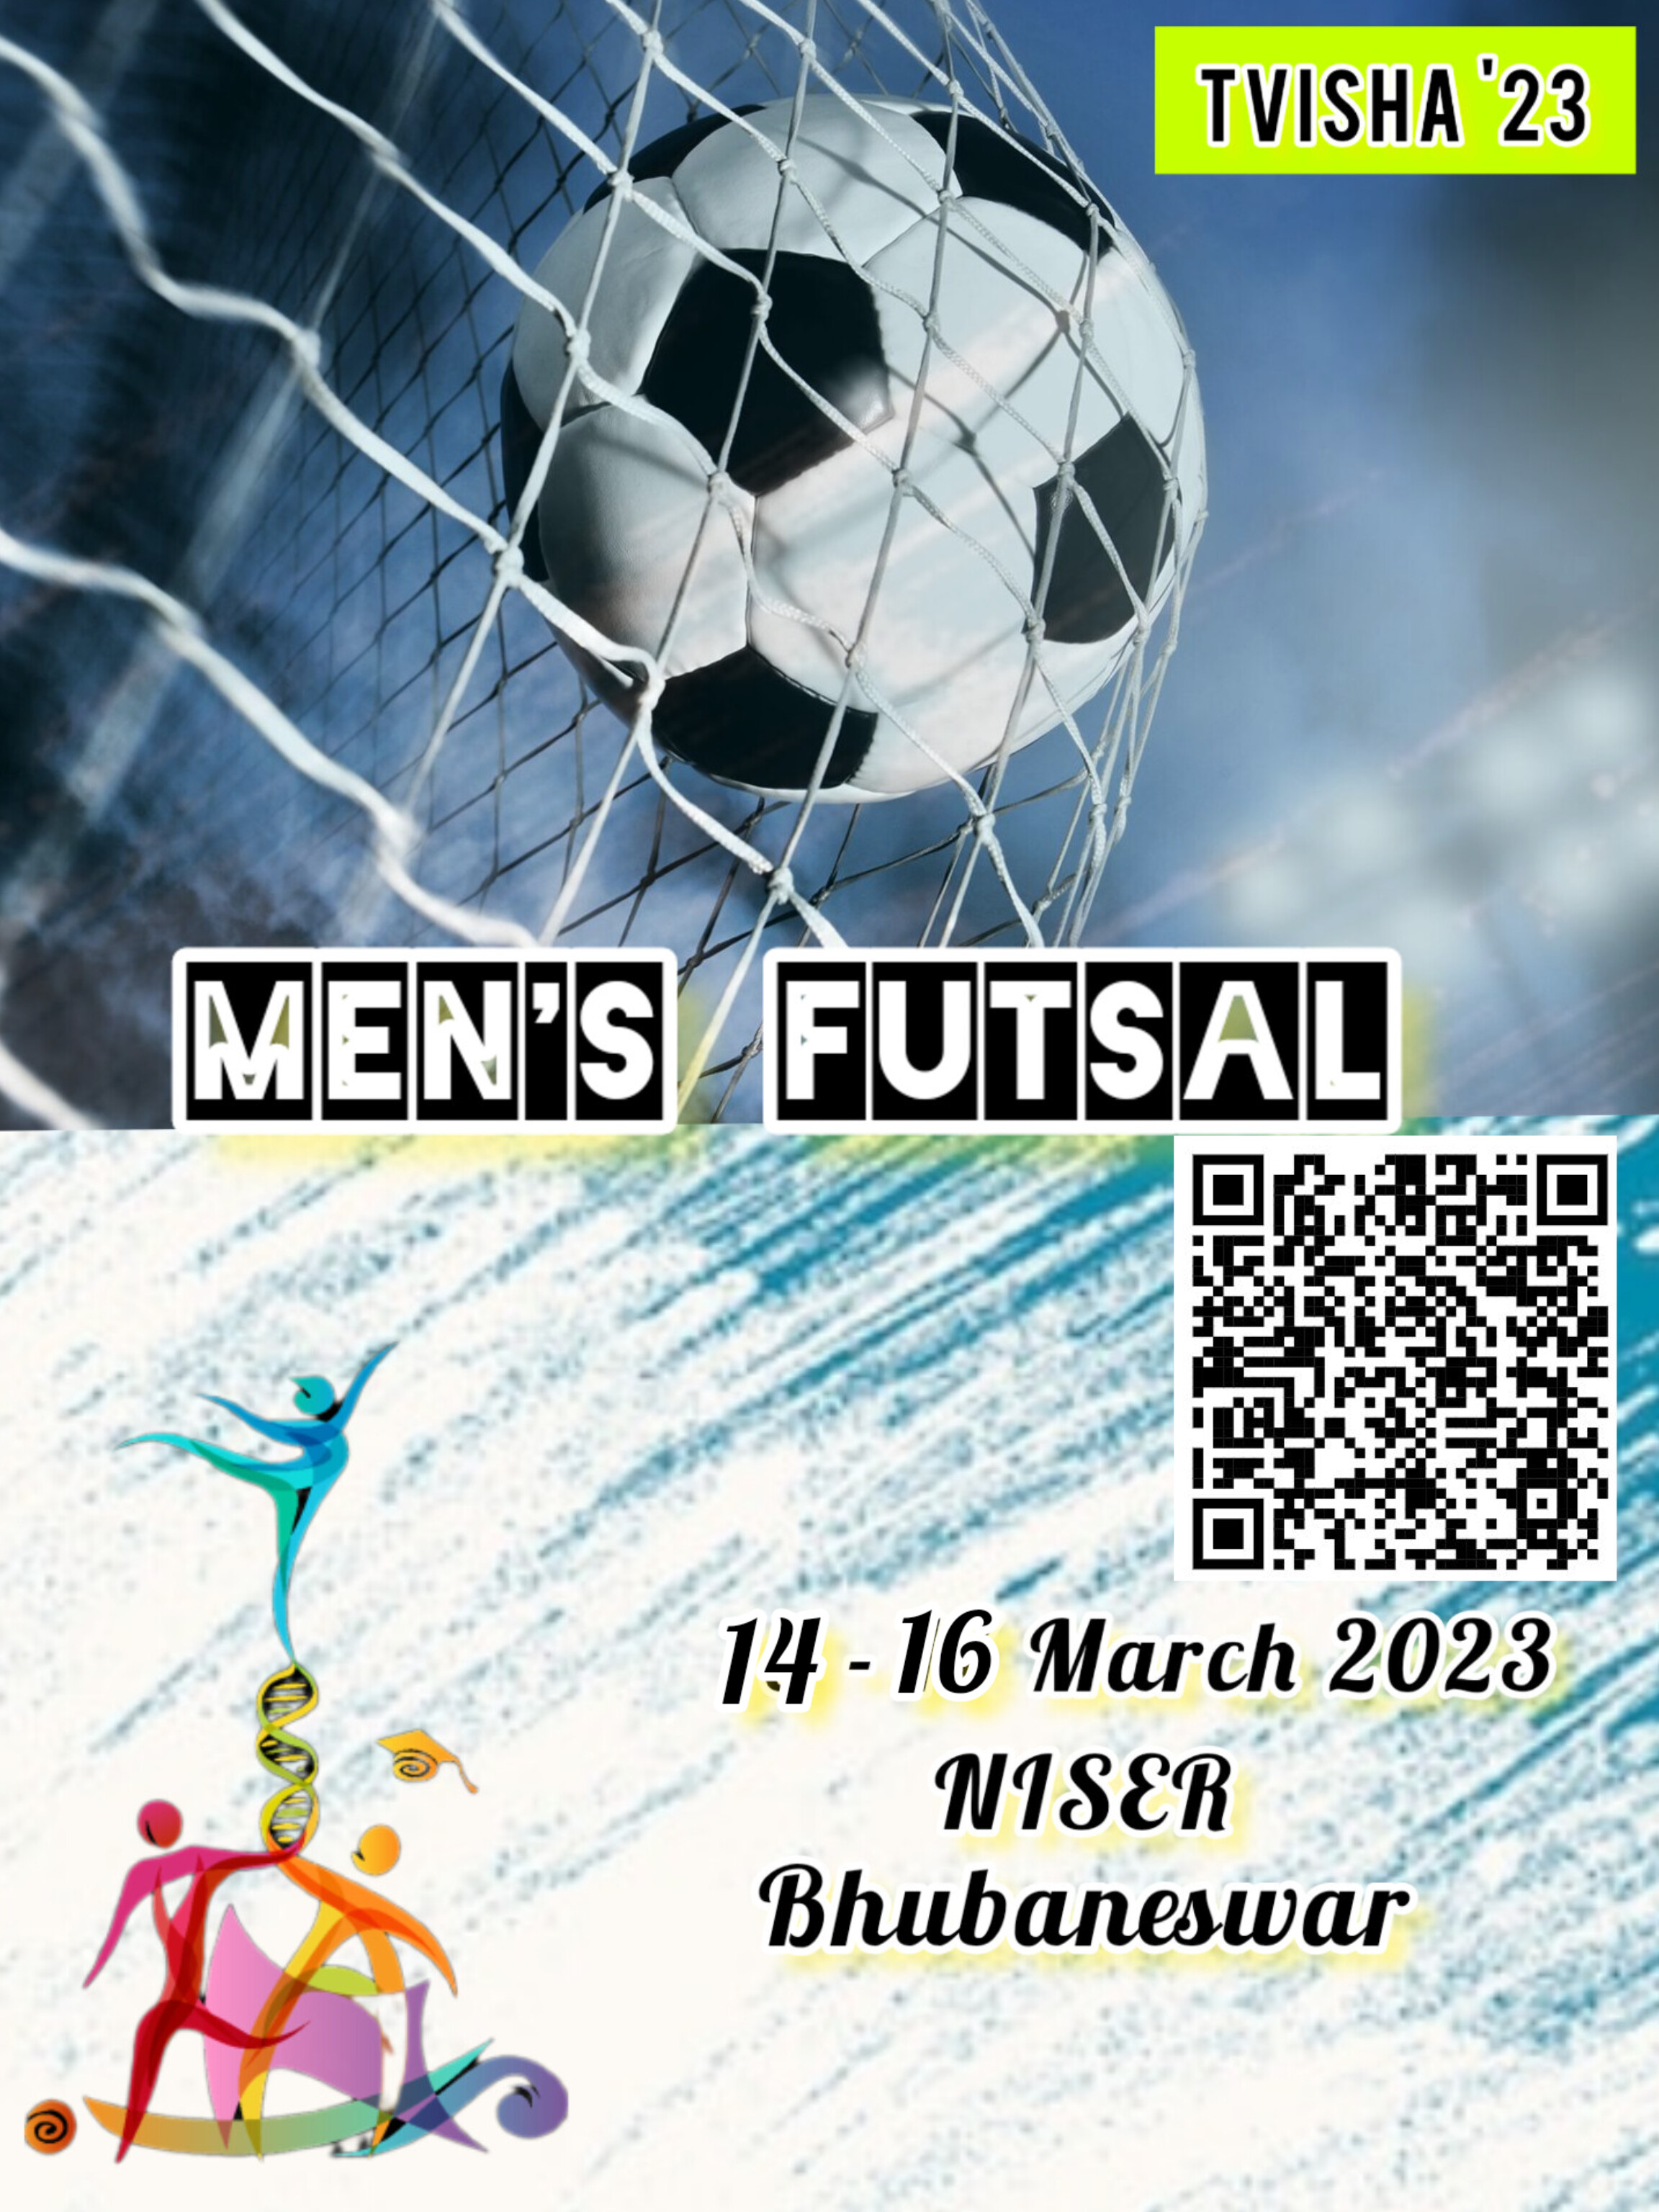 TVISHA '23
MEN'S FUTSAL
14 - 16 March 2023
NISER
Bhubaneswar